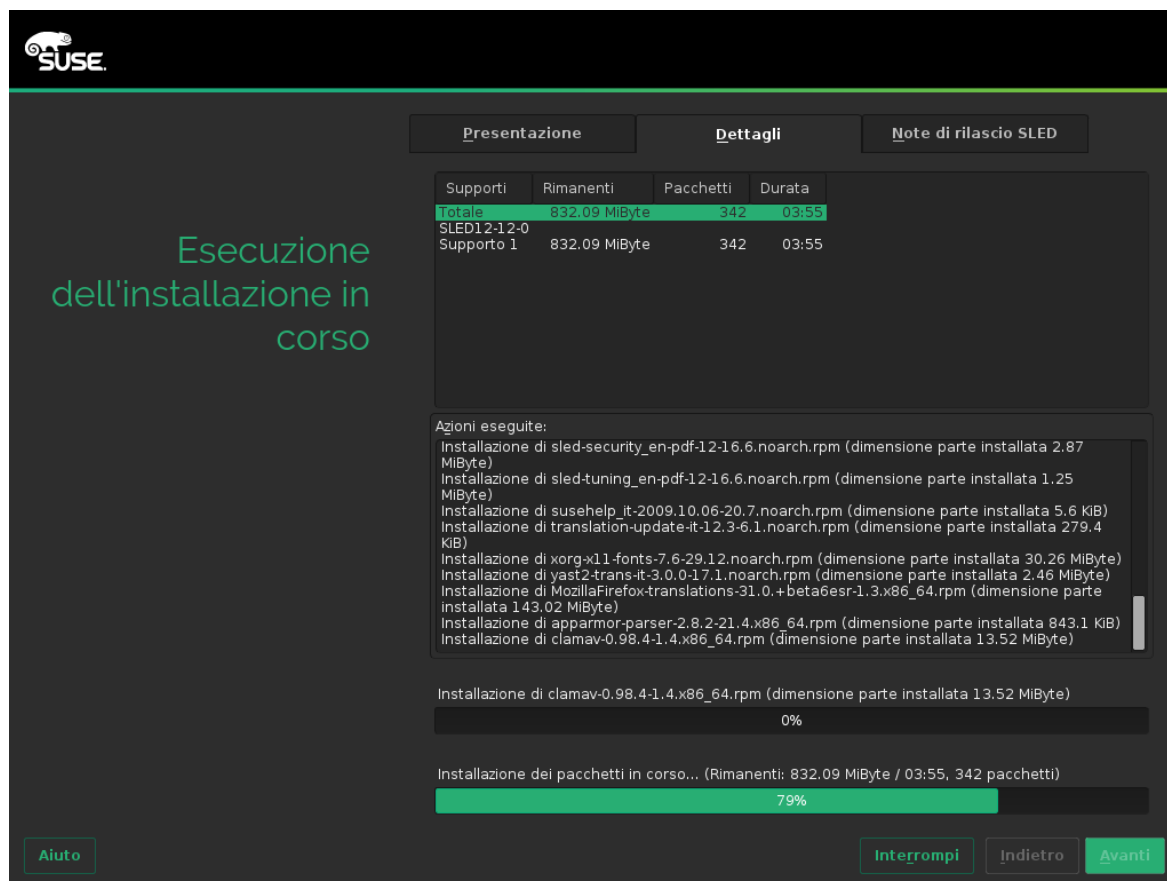 SUSE.
Presentazione
Dettagli
Note di rilascio SLED
Esecuzione
dell'installazione in
corso
Supporti Rimanenti Pacchetti Durata
Totale 832.09 MiByte 342 03:55
SLED12-12-0
Supporto 1 832.09 MiByte 342 03:55
Azioni eseguite:
Installazione di sled-security_en-pdf-12-16.6.noarch.rpm (dimensione parte installata 2.87
MiByte)
Installazione di sled-tuning_en-pdf-12-16.6.noarch.rpm (dimensione parte installata 1.25
MiByte)
Installazione di susehelp_it-2009.10.06-20.7.noarch.rpm (dimensione parte installata 5.6 KiB)
Installazione di translation-update-it-12.3-6.1.noarch.rpm (dimensione parte installata 279.4
KiB)
Installazione di xorg-x11-fonts-7.6-29.12.noarch.rpm (dimensione parte installata 30.26 MiByte)
Installazione di yast2-trans-it-3.0.0-17.1.noarch.rpm (dimensione parte installata 2.46 MiByte)
Installazione di MozillaFirefox-translations-31.0.+beta6esr-1.3.x86_64.rpm (dimensione parte
installata 143.02 MiByte)
Installazione di apparmor-parser-2.8.2-21.4.x86_64.rpm (dimensione parte installata 843.1 KiB)
Installazione di clamav-0.98.4-1.4.x86_64.rpm (dimensione parte installata 13.52 MiByte)
Installazione di clamav-0.98.4-1.4.x86_64.rpm (dimensione parte installata 13.52 MiByte)
0%
Installazione dei pacchetti in corso... (Rimanenti: 832.09 MiByte / 03:55, 342 pacchetti)
79%
Aiuto
Interrompi
Indietro
Avanti